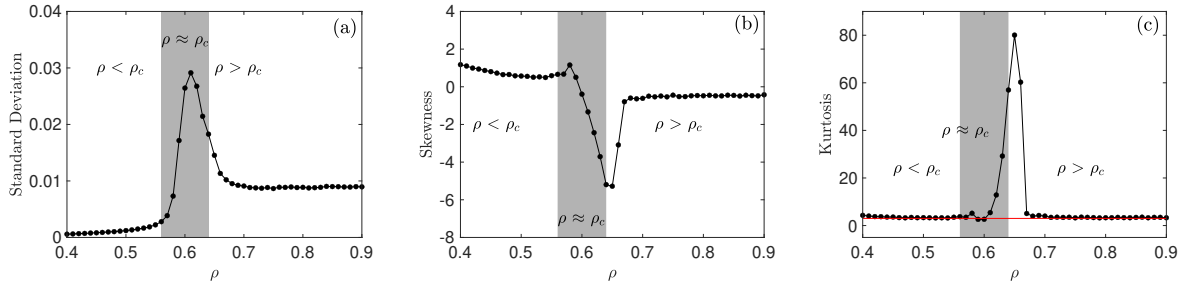 (a)
0.04
0.03
0.02
0.01
0
Standard Deviation
ρ < ρc
ρ ≈ ρc
ρ > ρc
0.4 0.5 0.6 0.7 0.8 0.9
ρ
(b)
4
2
0
-2
-4
-6
-8
Skewness
ρ < ρc
ρ > ρc
ρ ≈ ρc
0.4 0.5 0.6 0.7 0.8 0.9
ρ
(c)
100
80
60
40
20
0
Kurtosis
ρ ≈ ρc
ρ < ρc
ρ > ρc
0.4 0.5 0.6 0.7 0.8 0.9
ρ